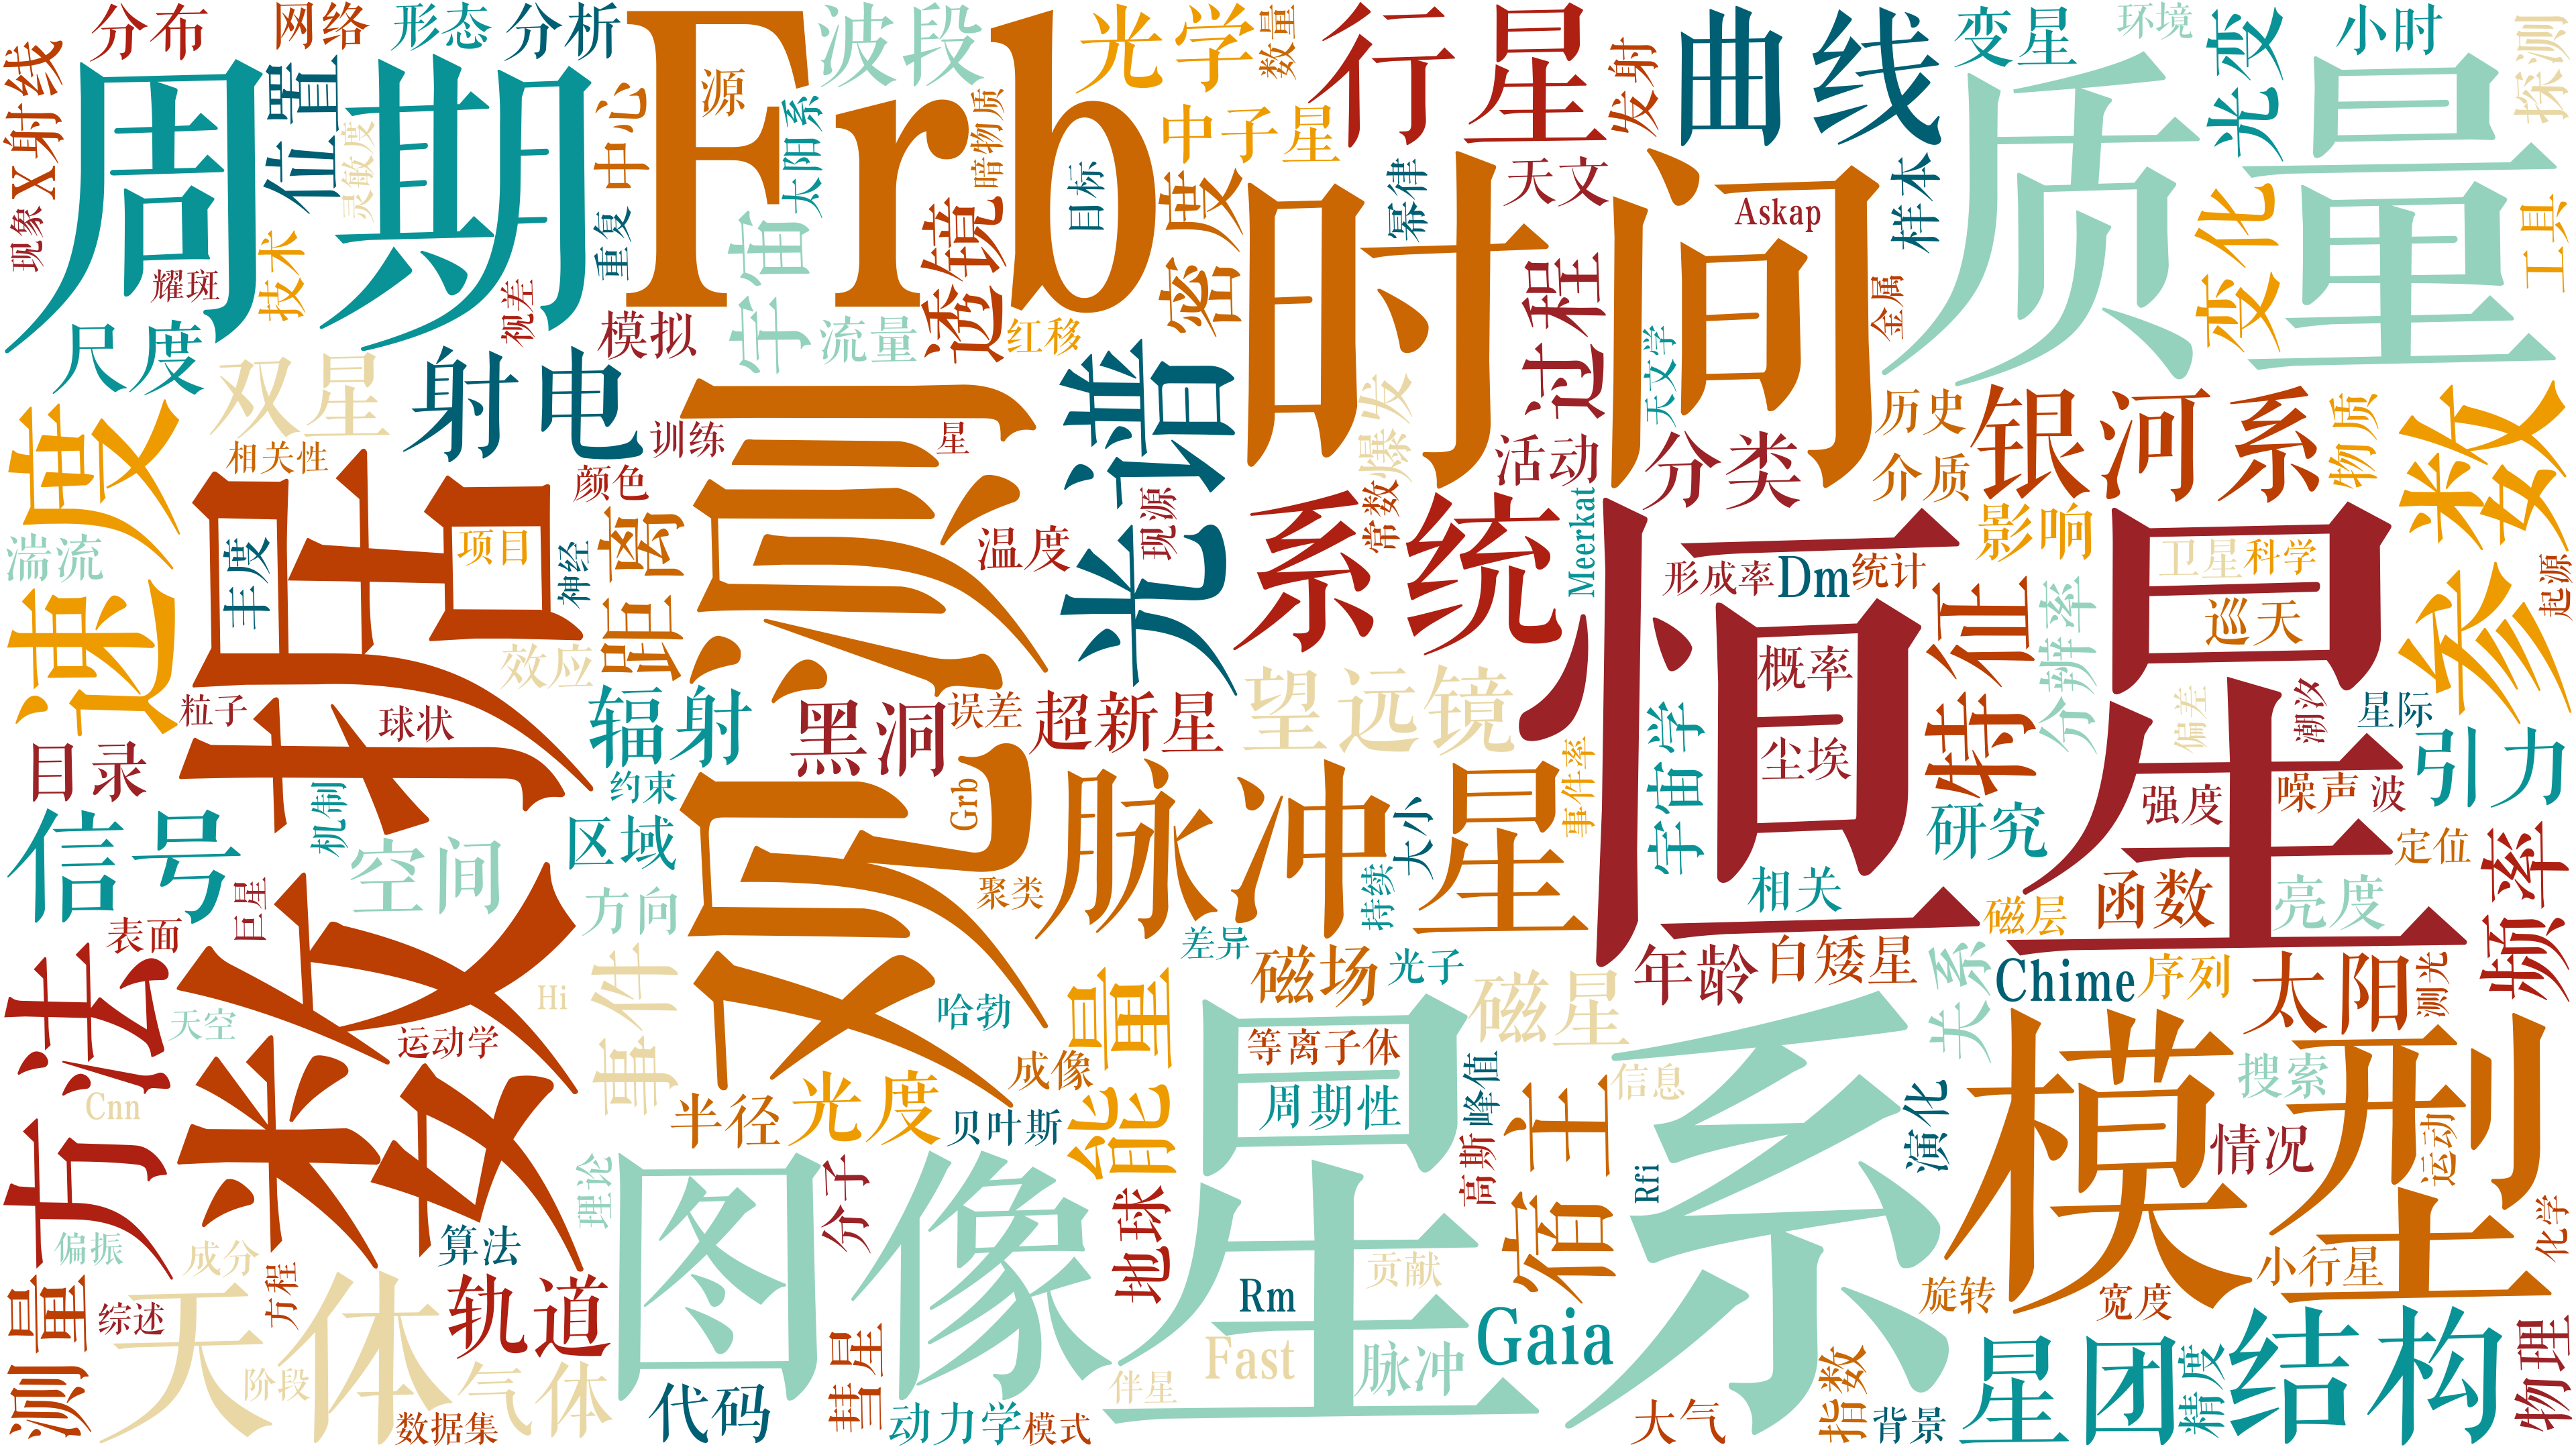 分布
网络
形态
分析
Frb
波段
光学
数量
行星
发射
曲线
变星
环境
光变
小时
探测
X射线
周期
位置
灵敏度
中心
源
太阳系
暗物质
目标
中子星
密度
时间
幂律
天文
Askap
样本
质量
变化
工具
现象
耀斑
技术
重复
视差
模拟
宇宙
流量
透镜
红移
过程
天文学
金属
尺度
双星
射电
训练
星
观测
光谱
爆发
常数
活动
分类
历史
介质
银河系
物质
参数
速度
相关性
颜色
湍流
数据
丰度
项目
神经
距离
温度
现源
系统
Meerkat
恒星
形成率
Dm
统计
影响
卫星
科学
巡天
起源
效应
粒子
球状
辐射
黑洞
误差
超新星
望远镜
概率
尘埃
宇宙学
特征
分辨率
偏差
潮汐
星际
引力
目录
信号
机制
空间
约束
区域
方向
Grb
脉冲星
大小
事件率
研究
强度
噪声
波
定位
频率
巨星
表面
聚类
持续
差异
相关
磁层
函数
亮度
方法
天空
运动学
Hi
事件
哈勃
成像
能量
磁场
光子
磁星
年龄
白矮星
关系
Chime
序列
太阳
测光
Cnn
半径
光度
贝叶斯
等离子体
周期性
峰值
高斯
宿主
信息
Rfi
演化
模型
搜索
情况
运动
偏振
成分
方程
算法
理论
图像
分子
地球
星系
Rm
贡献
旋转
宽度
小行星
化学
测量
综述
天体
阶段
轨道
气体
数据集
代码
彗星
动力学
模式
伴星
Fast
脉冲
Gaia
大气
指数
背景
星团
精度
结构
物理